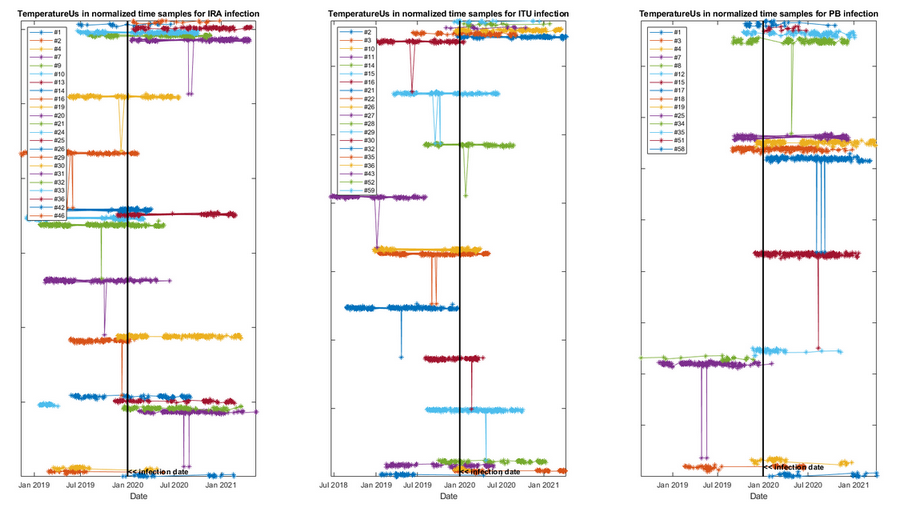 TemperatureUs in normalized time samples for IRA infection
#1
#2
#4
#7
#9
#10
#13
#14
#16
#19
#20
#21
#24
#25
#26
#29
#30
#31
#32
#33
#36
#42
#46
<< infection date
Jan 2019
Jul 2019
Jan 2020
Jul 2020
Jan 2021
Date
TemperatureUs in normalized time samples for ITU infection
#2
#3
#10
#11
#14
#15
#16
#21
#22
#26
#27
#28
#29
#30
#32
#35
#36
#43
#52
#59
<< infection date
Jul 2018
Jan 2019
Jul 2019
Jan 2020
Jul 2020
Jan 2021
Date
TemperatureUs in normalized time samples for PB infection
#1
#3
#4
#7
#8
#12
#15
#17
#18
#19
#25
#34
#35
#51
#58
<< infection date
Jan 2019
Jul 2019
Jan 2020
Jul 2020
Jan 2021
Date